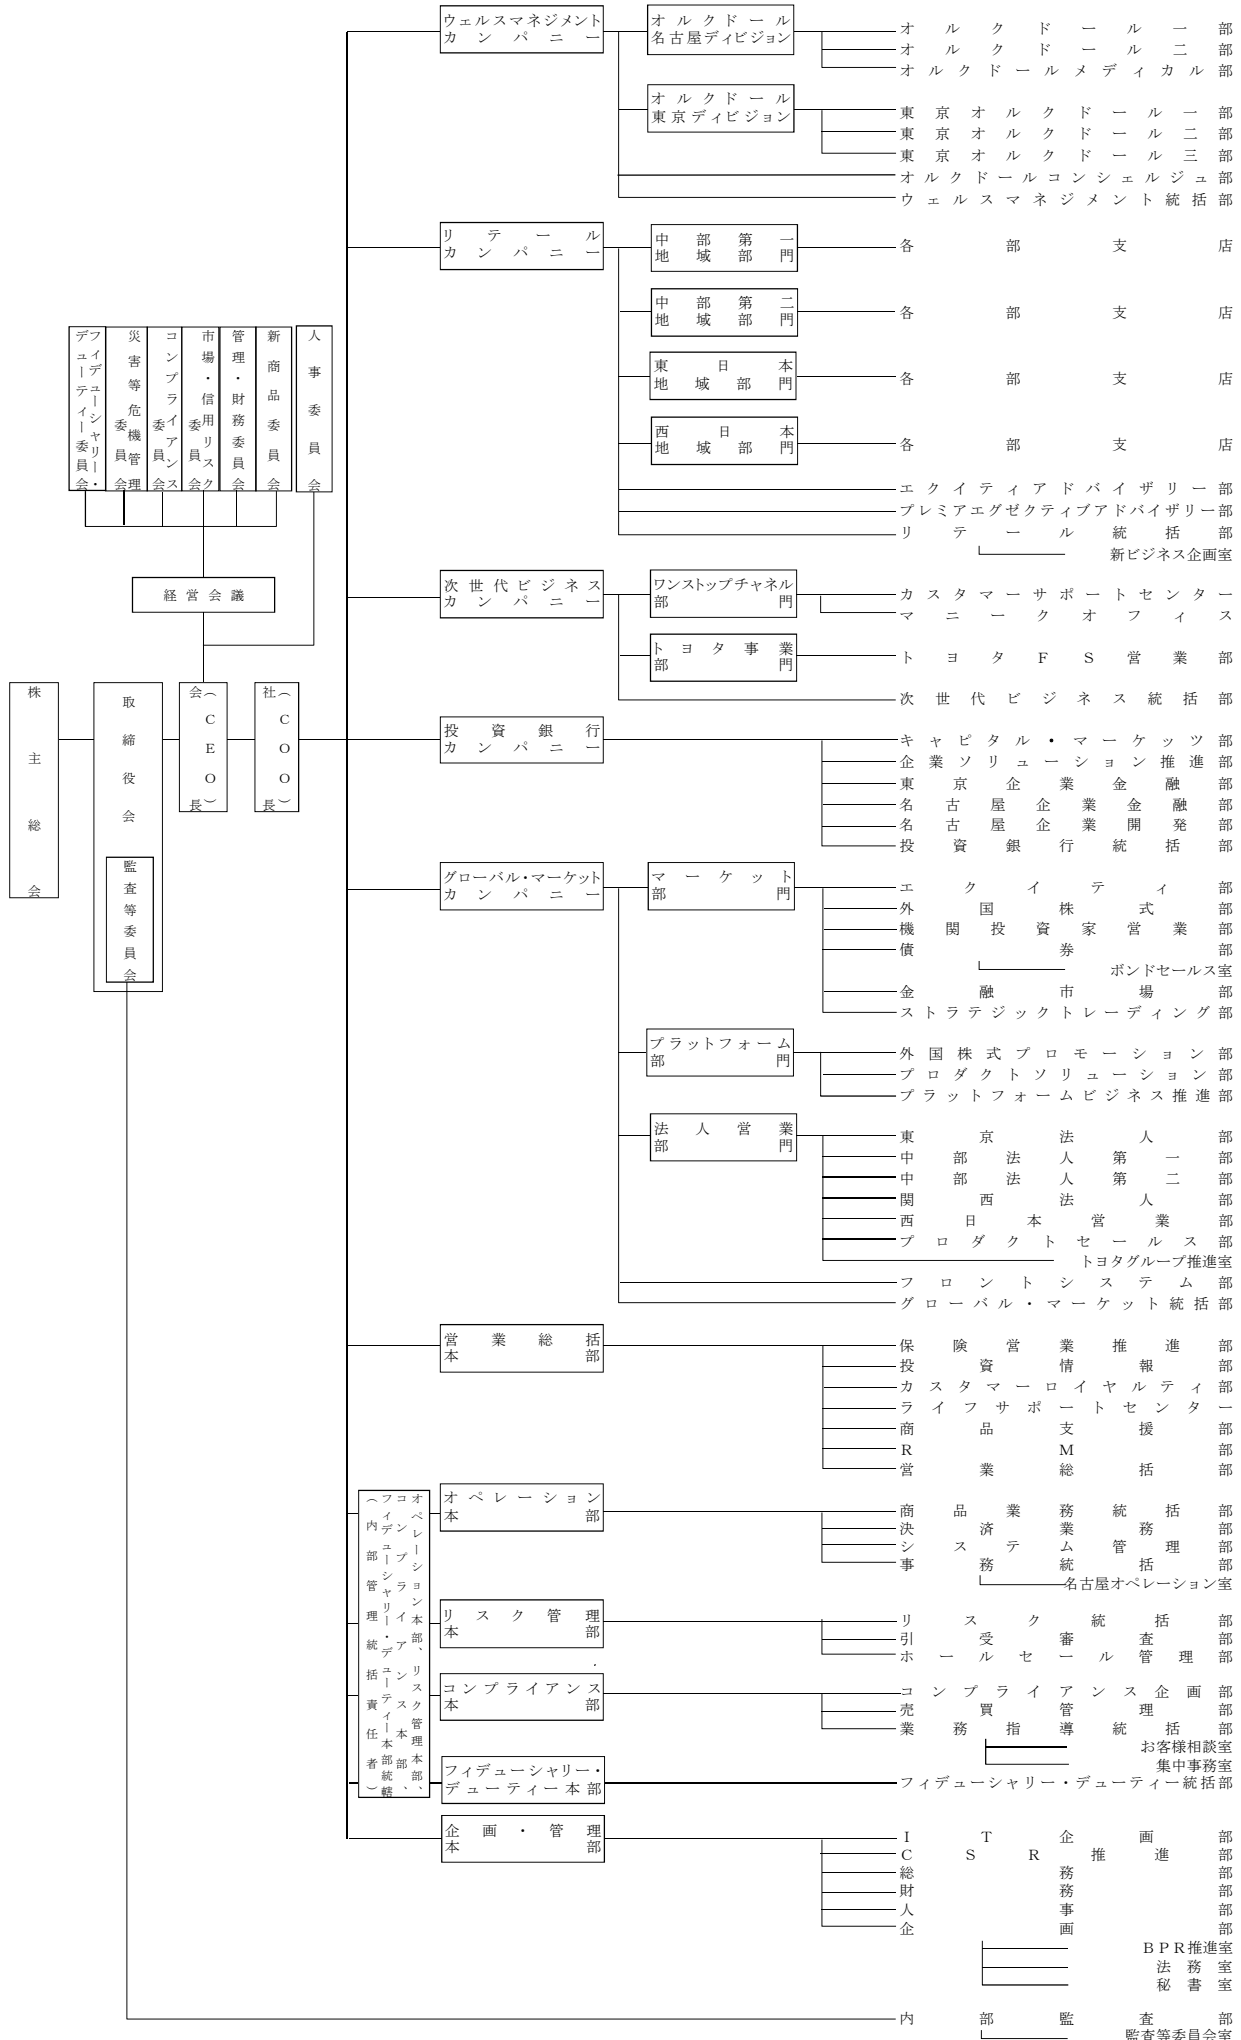 ウェルスマネジメント
カンパニー
オルクドール
名古屋ディビジョン
オルクドール一部
オルクドール二部
オルクドールメディカル部
オルクドール
東京ディビジョン
東京オルクドール一部
東京オルクドール二部
東京オルクドール三部
オルクドールコンシェルジュ部
ウェルスマネジメント統括部
リテール
カンパニー
中部第一
地域部門
各部支店
中部第二
地域部門
各部支店
東日本
地域部門
各部支店
西日本
地域部門
各部支店
エクイティアドバイザリー部
プレミアエグゼクティブアドバイザリー部
リテール統括部
新ビジネス企画室
フィデューシャリー・
デューティー委員会
災害等危機管理
委員会
コンプライアンス
委員会
市場・信用リスク
委員会
管理・財務委員会
新商品委員会
人事委員会
経営会議
株主総会
取締役会
監査等委員会
会長
(CEO)
社長
(COO)
次世代ビジネス
カンパニー
ワンストップチャネル
部門
カスタマーサポートセンター
マニークオフィス
トヨタ事業
部門
トヨタFS営業部
次世代ビジネス統括部
投資銀行
カンパニー
キャピタル・マーケッツ部
企業ソリューション推進部
東京企業金融部
名古屋企業金融部
名古屋企業開発部
投資銀行統括部
グローバル・マーケット
カンパニー
マーケット
部門
エクイティ部
外国株式部
機関投資家営業部
債券部
ボンドセールス室
金融市場部
ストラテジックトレーディング部
プラットフォーム
部門
外国株式プロモーション部
プロダクトソリューション部
プラットフォームビジネス推進部
法人営業
部門
東京法人部
中部法人第一部
中部法人第二部
関西法人部
西日本営業部
プロダクトセールス部
トヨタグループ推進室
フロントシステム部
グローバル・マーケット統括部
営業総括
本部
保険営業推進部
投資情報部
カスタマーロイヤルティ部
ライフサポートセンター
商品支援部
RM部
営業総括部
オペレーション本部、リスク管理本部、
コンプライアンス本部、
フィデューシャリー・デューティー本部統轄
(内部管理統括責任者)
オペレーション
本部
商品業務統括部
決済業務部
システム管理部
事務統括部
名古屋オペレーション室
リスク管理
本部
リスク統括部
引受審査部
ホールセール管理部
コンプライアンス
本部
コンプライアンス企画部
売買管理部
業務指導統括部
お客様相談室
集中事務室
フィデューシャリー・
デューティー本部
フィデューシャリー・デューティー統括部
企画・管理
本部
IT企画部
CSR推進部
総務部
財務部
人事部
企画部
BPR推進室
法務室
秘書室
内部監査部
監査等委員会室